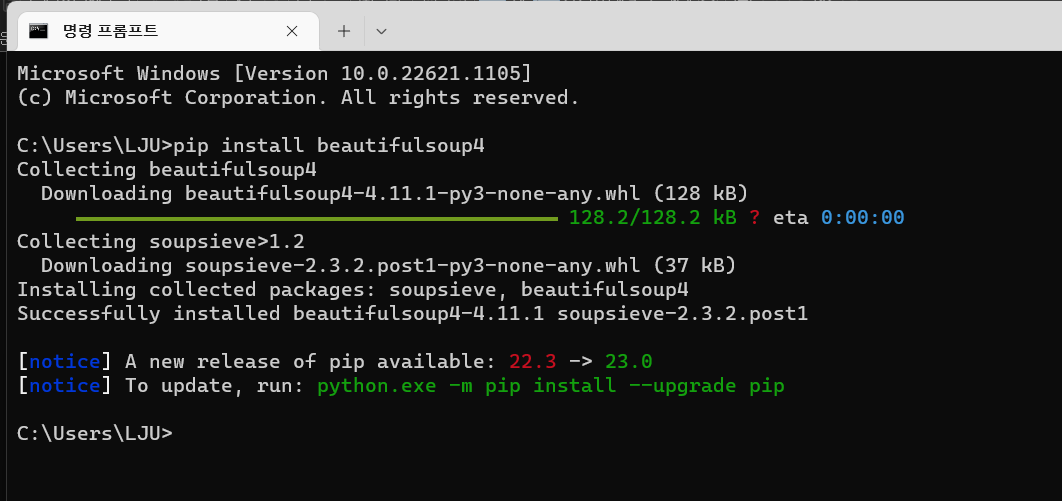 명령 프롬프트
Microsoft Windows [Version 10.0.22621.1105]
(c) Microsoft Corporation. All rights reserved.
C:\Users\LJU>pip install beautifulsoup4
Collecting beautifulsoup4
  Downloading beautifulsoup4-4.11.1-py3-none-any.whl (128 kB)
128.2/128.2 kB ? eta 0:00:00
Collecting soupsieve>1.2
  Downloading soupsieve-2.3.2.post1-py3-none-any.whl (37 kB)
Installing collected packages: soupsieve, beautifulsoup4
Successfully installed beautifulsoup4-4.11.1 soupsieve-2.3.2.post1
[notice] A new release of pip available: 22.3 -> 23.0
[notice] To update, run: python.exe -m pip install --upgrade pip
C:\Users\LJU>